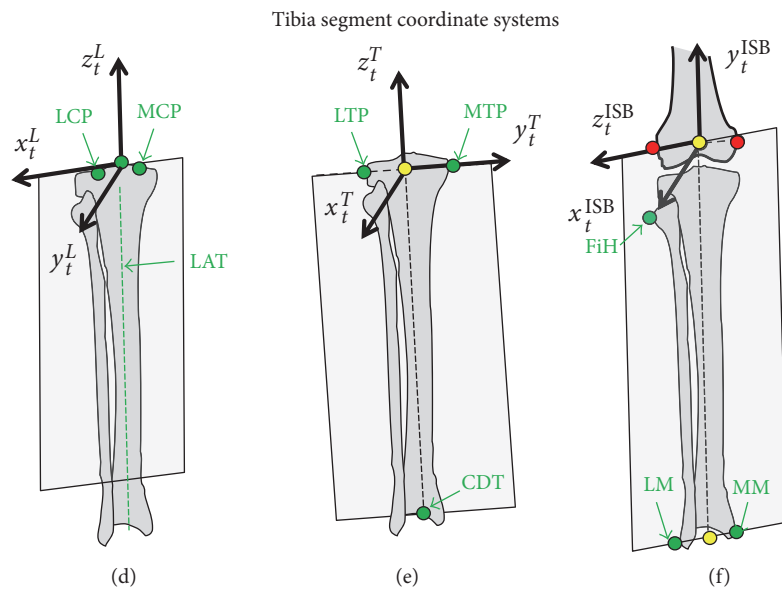 Tibia segment coordinate systems
z_t^L
LCP
MCP
x_t^L
y_t^L
LAT
(d)
z_t^T
LTP
MTP
y_t^T
x_t^T
CDT
(e)
y_t^ISB
z_t^ISB
x_t^ISB
FiH
LM
MM
(f)